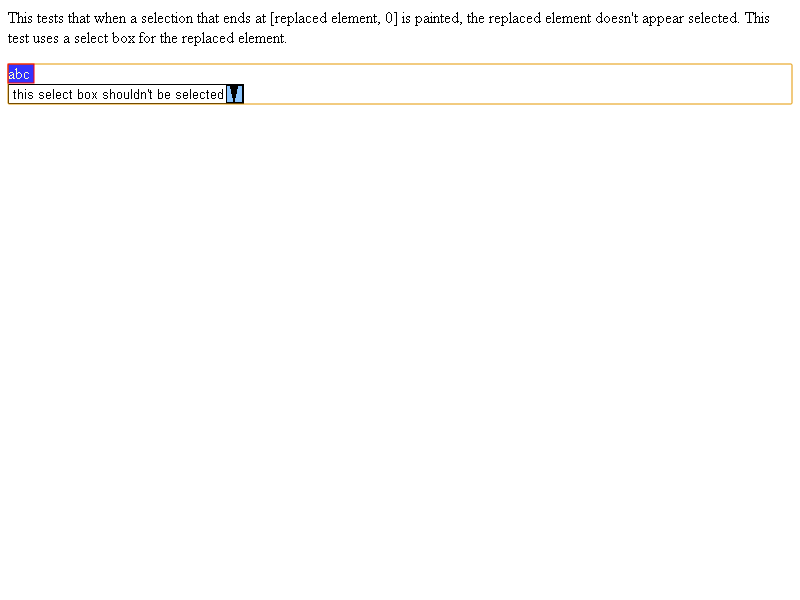 This tests that when a selection that ends at [replaced element, 0] is painted, the replaced element doesn't appear selected. This
test uses a select box for the replaced element.
abc
this select box shouldn't be selected